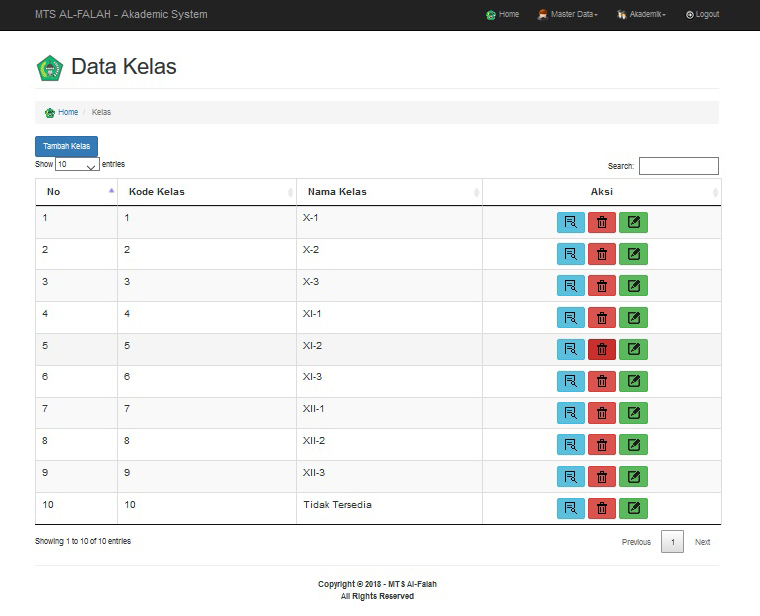 MTS AL-FALAH - Akademic System Home Master Data Akademik Logout
Data Kelas
Home / Kelas
Tambah Kelas
Show 10 entries Search:
No Kode Kelas Nama Kelas Aksi
1 1 X-1
2 2 X-2
3 3 X-3
4 4 XI-1
5 5 XI-2
6 6 XI-3
7 7 XII-1
8 8 XII-2
9 9 XII-3
10 10 Tidak Tersedia
Showing 1 to 10 of 10 entries Previous 1 Next
Copyright © 2018 - MTS Al-Falah
All Rights Reserved